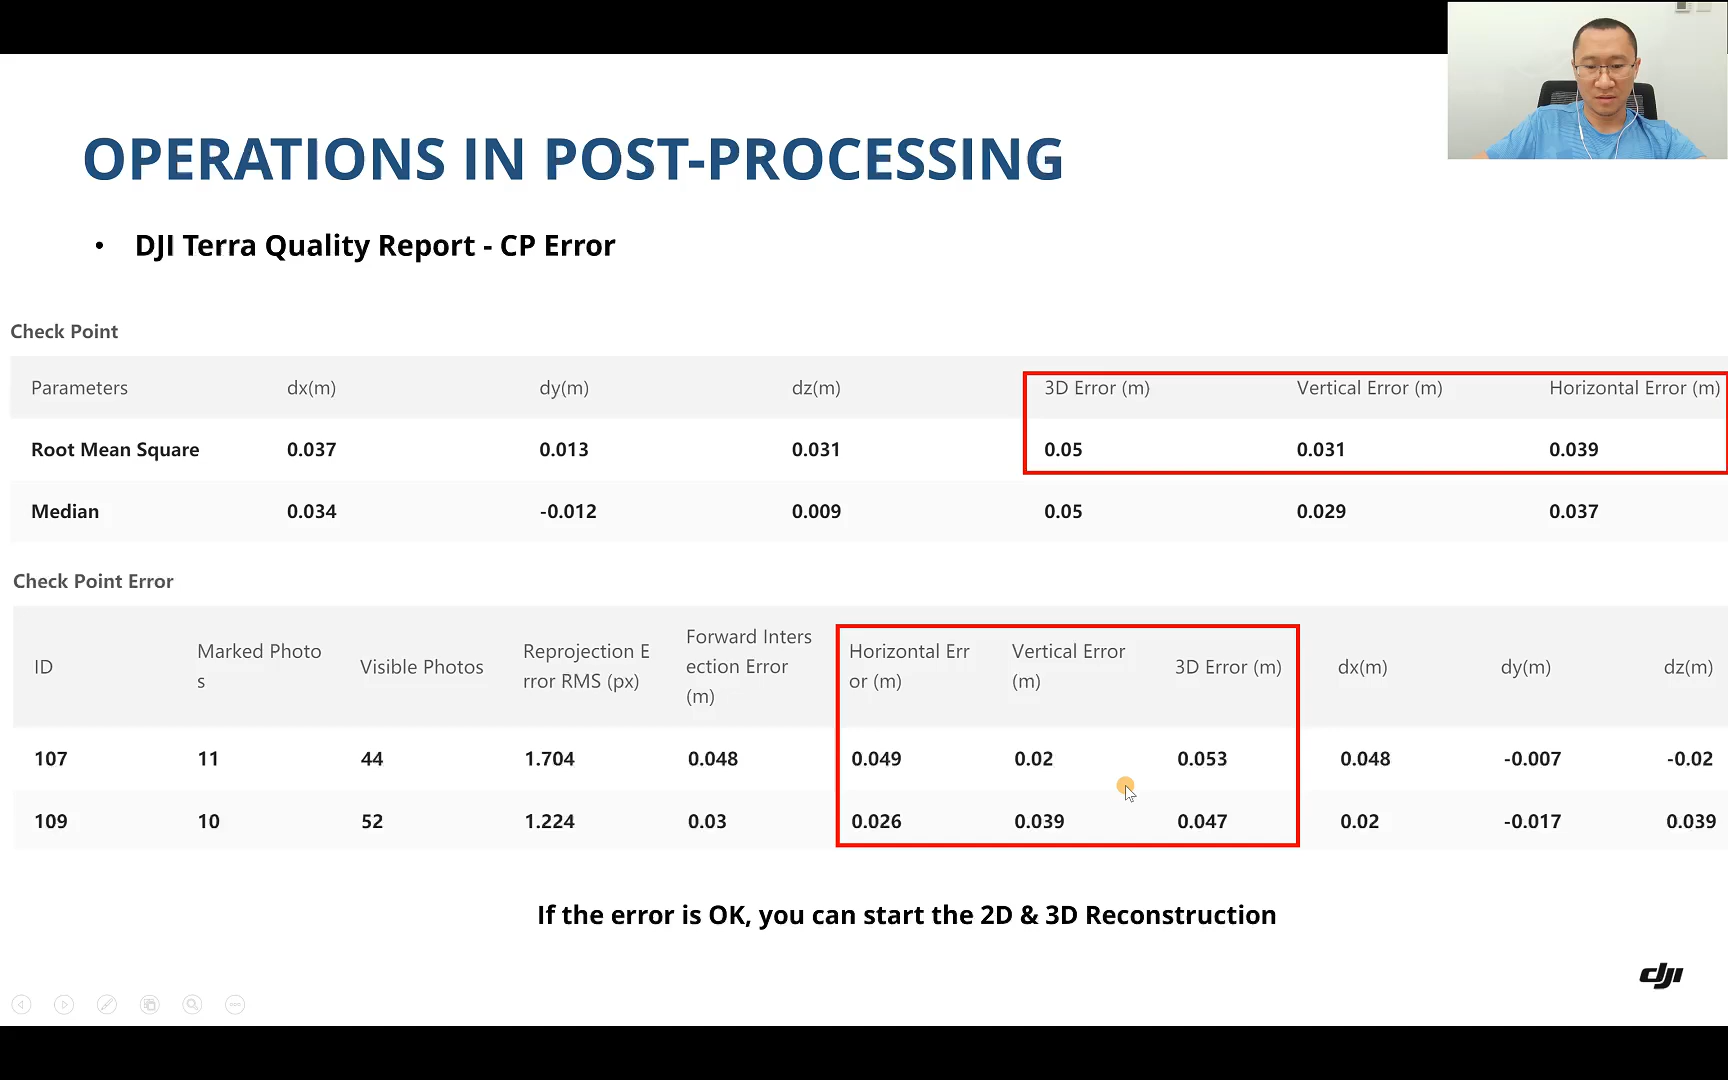 OPERATIONS IN POST-PROCESSING
• DJI Terra Quality Report - CP Error
Check Point
Parameters dx(m) dy(m) dz(m) 3D Error (m) Vertical Error (m) Horizontal Error (m)
Root Mean Square 0.037 0.013 0.031 0.05 0.031 0.039
Median 0.034 -0.012 0.009 0.05 0.029 0.037
Check Point Error
ID Marked Photo
s Visible Photos Reprojection E
rror RMS (px) Forward Inters
ection Error
(m) Horizontal Err
or (m) Vertical Error
(m) 3D Error (m) dx(m) dy(m) dz(m)
107 11 44 1.704 0.048 0.049 0.02 0.053 0.048 -0.007 -0.02
109 10 52 1.224 0.03 0.026 0.039 0.047 0.02 -0.017 0.039
If the error is OK, you can start the 2D & 3D Reconstruction
dji